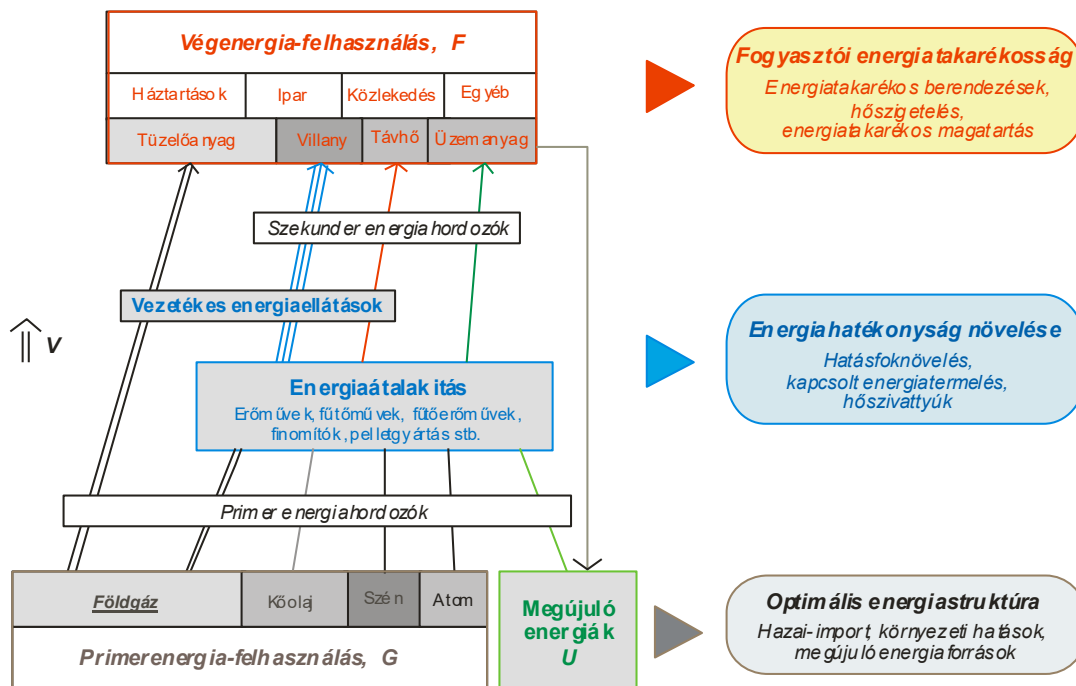 Végenergia-felhasználás, F
Háztartások
Ipar
Közlekedés
Egyéb
Tüzelőanyag
Villany
Távhő
Üzemanyag
Fogyasztói energiatakarékosság
Energiatakarékos berendezések,
hőszigetelés,
energiatakarékos magatartás
Szekunder energiahordozók
Vezetékes energiaellátások
V
Energiaátalakitás
Erőművek, fűtőművek, fűtőerőművek,
finomítók, pelletgyártás stb.
Energiahatékonyság növelése
Hatásfoknövelés,
kapcsolt energiatermelés,
hőszivattyúk
Primer energiahordozók
Földgáz
Kőolaj
Szén
Atom
Primerenergia-felhasználás, G
Megújuló
energiák
U
Optimális energiastruktúra
Hazai-import, környezeti hatások,
megújuló energiaforrások